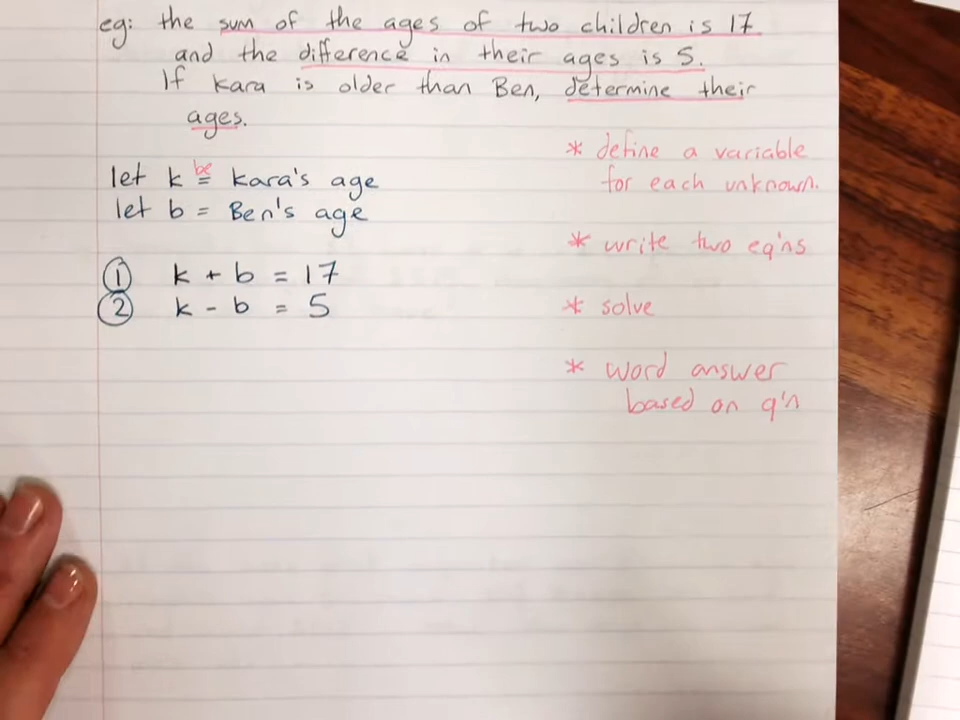 eg: the sum of the ages of two children is 17
and the difference in their ages is 5.
If Kara is older than Ben, determine their
ages.
* define a variable
for each unknown.
let k be = Kara's age
let b = Ben's age
* write two eq'ns
① k + b = 17
② k - b = 5
* solve
* word answer
based on q'n